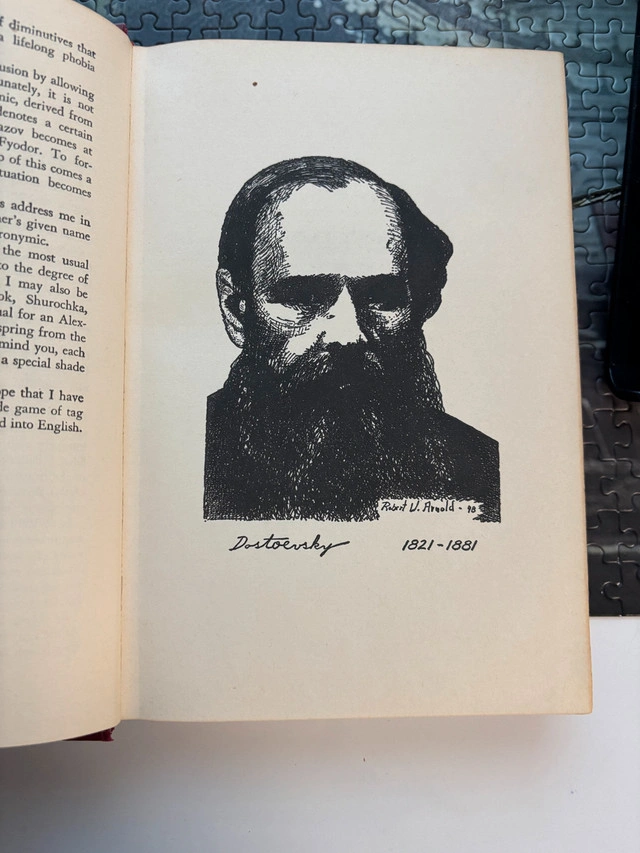 f diminutives that
a lifelong phobia
usion by allowing
unately, it is not
nic, derived from
denotes a certain
azov becomes at
Fyodor. To for-
p of this comes a
tuation becomes
s address me in
er's given name
ronymic.
the most usual
to the degree of
I may also be
ok, Shurochka,
ual for an Alex-
spring from the
mind you, each
a special shade
pe that I have
de game of tag
d into English.
Robert W. Arnold - 98
Dostoevsky 1821-1881